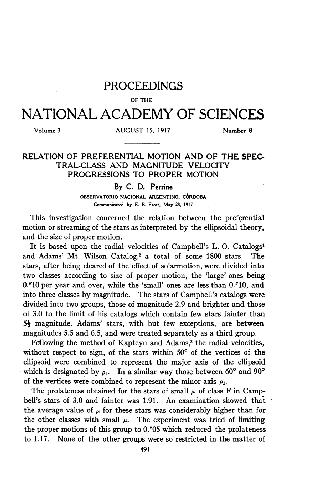 PROCEEDINGS
OF THE
NATIONAL ACADEMY OF SCIENCES
Volume 3 AUGUST 15, 1917 Number 8
RELATION OF PREFERENTIAL MOTION AND OF THE SPEC-
TRAL-CLASS AND MAGNITUDE VELOCITY
PROGRESSIONS TO PROPER MOTION
By C. D. Perrine
OBSERVATORIO NACIONAL ARGENTINO, CÓRDOBA
Communicated by E. B. Frost, May 28, 1917
This investigation concerned the relation between the preferential
motion or streaming of the stars as interpreted by the ellipsoidal theory,
and the size of proper motion.
It is based upon the radial velocities of Campbell's L. O. Catalogs¹
and Adams' Mt. Wilson Catalog,² a total of some 1800 stars. The
stars, after being cleared of the effect of solar motion, were divided into
two classes according to size of proper motion, the 'large' ones being
0."10 per year and over, while the 'small' ones are less than 0."10, and
into three classes by magnitude. The stars of Campbell's catalogs were
divided into two groups, those of magnitude 2.9 and brighter and those
of 3.0 to the limit of his catalogs which contain few stars fainter than
5½ magnitude. Adams' stars, with but few exceptions, are between
magnitudes 5.5 and 6.5, and were treated separately as a third group.
Following the method of Kapteyn and Adams,³ the radial velocities,
without respect to sign, of the stars within 30° of the vertices of the
ellipsoid were combined to represent the major axis of the ellipsoid
which is designated by ρ₁. In a similar way those between 60° and 90°
of the vertices were combined to represent the minor axis ρ₂.
The prolateness obtained for the stars of small μ of class F in Camp-
bell's stars of 3.0 and fainter was 1.91. An examination showed that
the average value of μ for these stars was considerably higher than for
the other classes with small μ. The experiment was tried of limiting
the proper motions of this group to 0."05 which reduced the prolateness
to 1.17. None of the other groups were so restricted in the matter of
491